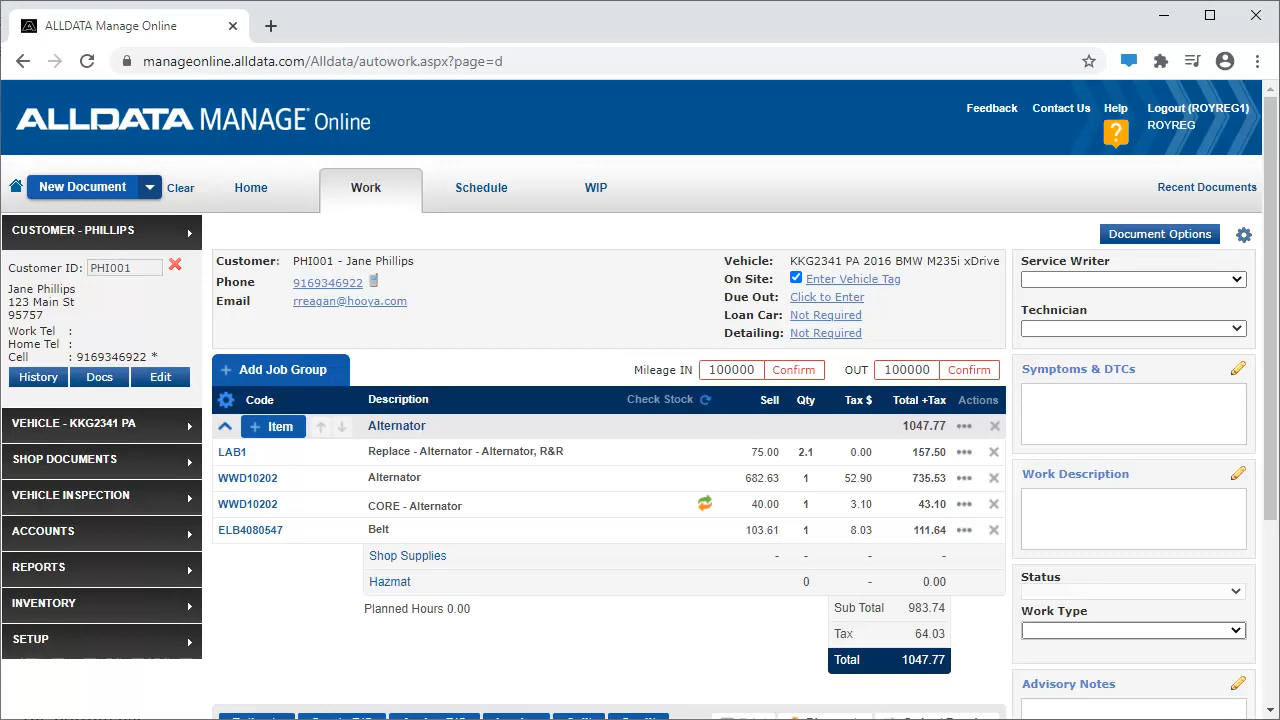 ALLDATA Manage Online
manageonline.alldata.com/Alldata/autowork.aspx?page=d
ALLDATA MANAGE Online
Feedback Contact Us Help Logout (ROYREG1)
ROYREG
?
New Document Clear Home Work Schedule WIP Recent Documents
CUSTOMER - PHILLIPS
Customer ID: PHI001
Jane Phillips
123 Main St
95757
Work Tel :
Home Tel :
Cell : 9169346922 *
History Docs Edit
VEHICLE - KKG2341 PA
SHOP DOCUMENTS
VEHICLE INSPECTION
ACCOUNTS
REPORTS
INVENTORY
SETUP
Document Options
Customer: PHI001 - Jane Phillips
Phone 9169346922
Email rreagan@hooya.com
Vehicle: KKG2341 PA 2016 BMW M235i xDrive
On Site: Enter Vehicle Tag
Due Out: Click to Enter
Loan Car: Not Required
Detailing: Not Required
Add Job Group Mileage IN 100000 Confirm OUT 100000 Confirm
Code Description Check Stock Sell Qty Tax $ Total +Tax Actions
+ Item Alternator 1047.77
LAB1 Replace - Alternator - Alternator, R&R 75.00 2.1 0.00 157.50
WWD10202 Alternator 682.63 1 52.90 735.53
WWD10202 CORE - Alternator 40.00 1 3.10 43.10
ELB4080547 Belt 103.61 1 8.03 111.64
Shop Supplies - - - -
Hazmat 0 - 0.00
Planned Hours 0.00
Sub Total 983.74
Tax 64.03
Total 1047.77
Service Writer
Technician
Symptoms & DTCs
Work Description
Status
Work Type
Advisory Notes